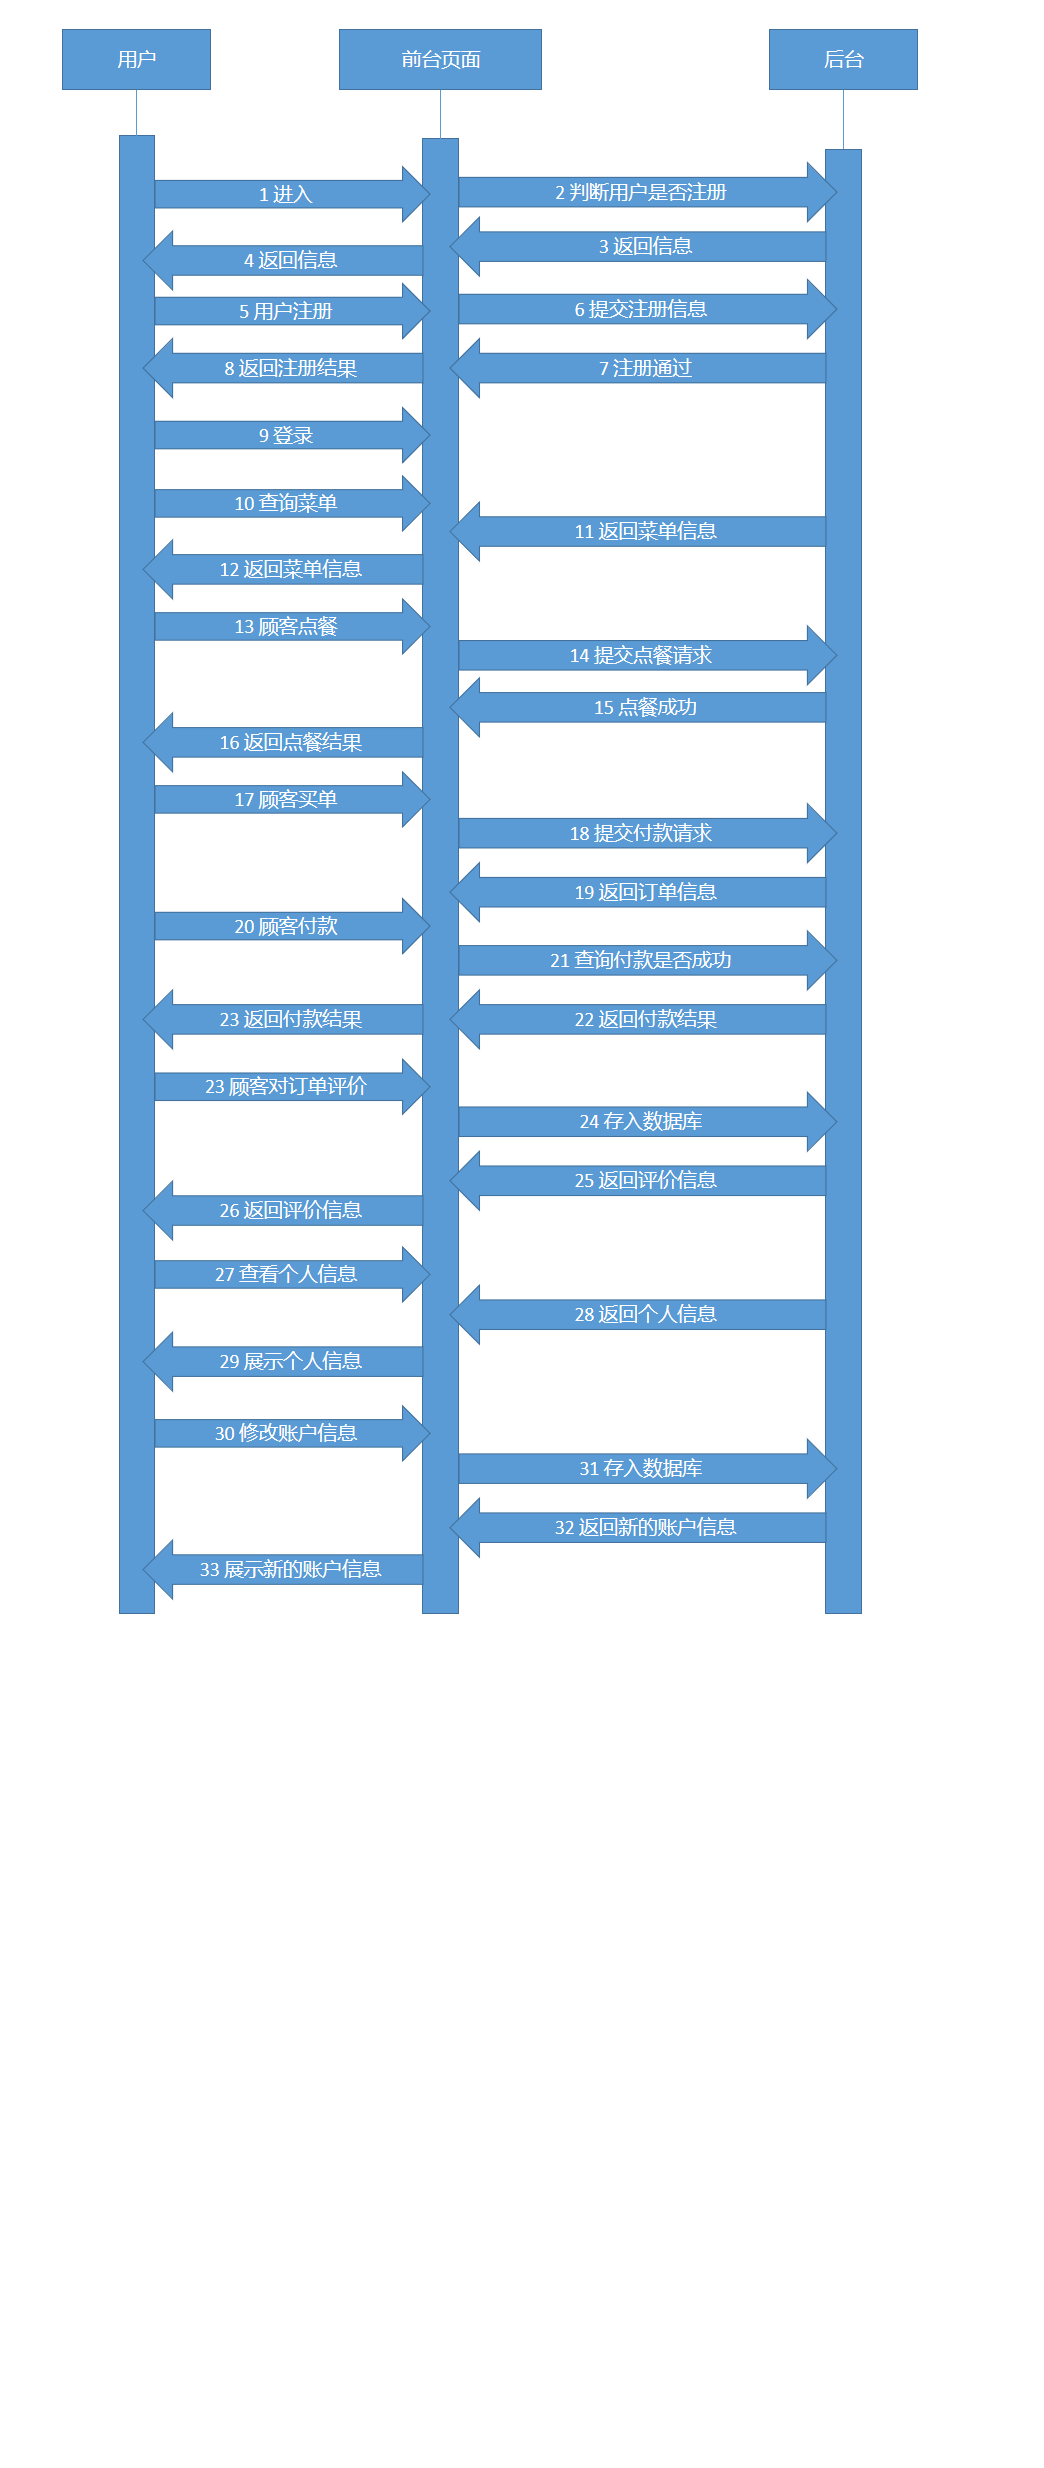 用户
前台页面
后台
1 进入
2 判断用户是否注册
3 返回信息
4 返回信息
5 用户注册
6 提交注册信息
8 返回注册结果
7 注册通过
9 登录
10 查询菜单
11 返回菜单信息
12 返回菜单信息
13 顾客点餐
14 提交点餐请求
15 点餐成功
16 返回点餐结果
17 顾客买单
18 提交付款请求
19 返回订单信息
20 顾客付款
21 查询付款是否成功
23 返回付款结果
22 返回付款结果
23 顾客对订单评价
24 存入数据库
25 返回评价信息
26 返回评价信息
27 查看个人信息
28 返回个人信息
29 展示个人信息
30 修改账户信息
31 存入数据库
32 返回新的账户信息
33 展示新的账户信息